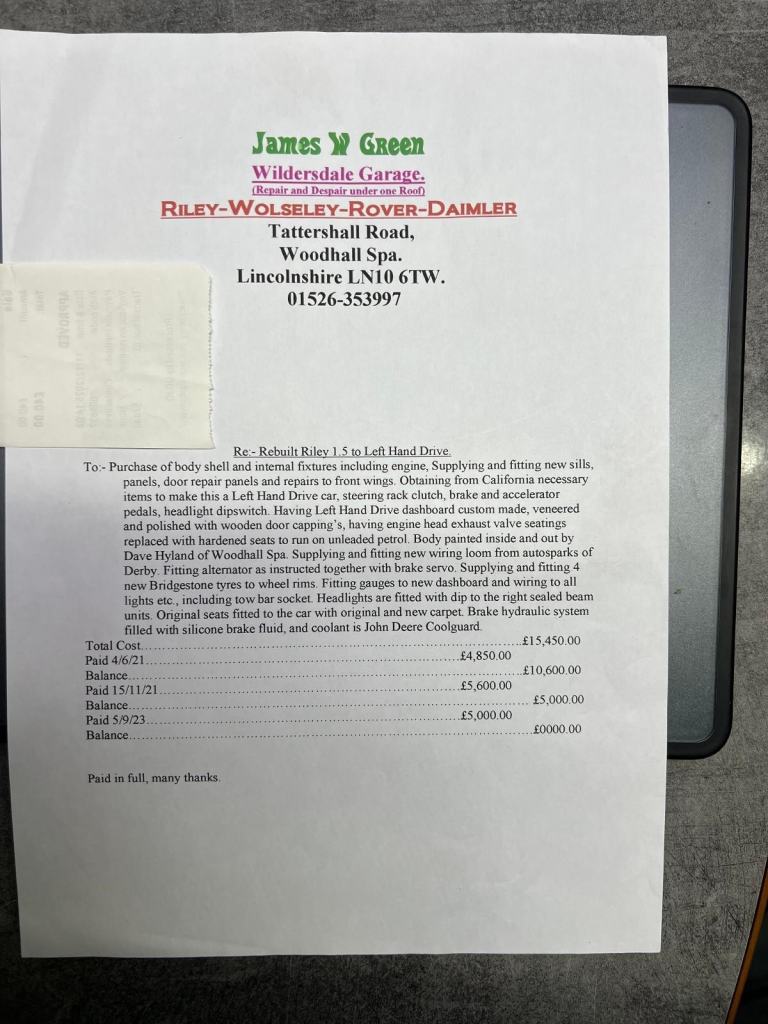 James W Green
Wildersdale Garage.
(Repair and Despair under one Roof)
RILEY-WOLSELEY-ROVER-DAIMLER
Tattershall Road,
Woodhall Spa.
Lincolnshire LN10 6TW.
01526-353997
APPROVED
£40.00
Re:- Rebuilt Riley 1.5 to Left Hand Drive.
To:- Purchase of body shell and internal fixtures including engine, Supplying and fitting new sills,
panels, door repair panels and repairs to front wings. Obtaining from California necessary
items to make this a Left Hand Drive car, steering rack clutch, brake and accelerator
pedals, headlight dipswitch. Having Left Hand Drive dashboard custom made, veneered
and polished with wooden door capping's, having engine head exhaust valve seatings
replaced with hardened seats to run on unleaded petrol. Body painted inside and out by
Dave Hyland of Woodhall Spa. Supplying and fitting new wiring loom from autosparks of
Derby. Fitting alternator as instructed together with brake servo. Supplying and fitting 4
new Bridgestone tyres to wheel rims. Fitting gauges to new dashboard and wiring to all
lights etc., including tow bar socket. Headlights are fitted with dip to the right sealed beam
units. Original seats fitted to the car with original and new carpet. Brake hydraulic system
filled with silicone brake fluid, and coolant is John Deere Coolguard.
Total Cost.......................................................................................£15,450.00
Paid 4/6/21......................................................................£4,850.00
Balance.........................................................................................£10,600.00
Paid 15/11/21....................................................................£5,600.00
Balance...........................................................................................£5,000.00
Paid 5/9/23......................................................................£5,000.00
Balance...........................................................................................£0000.00
Paid in full, many thanks.